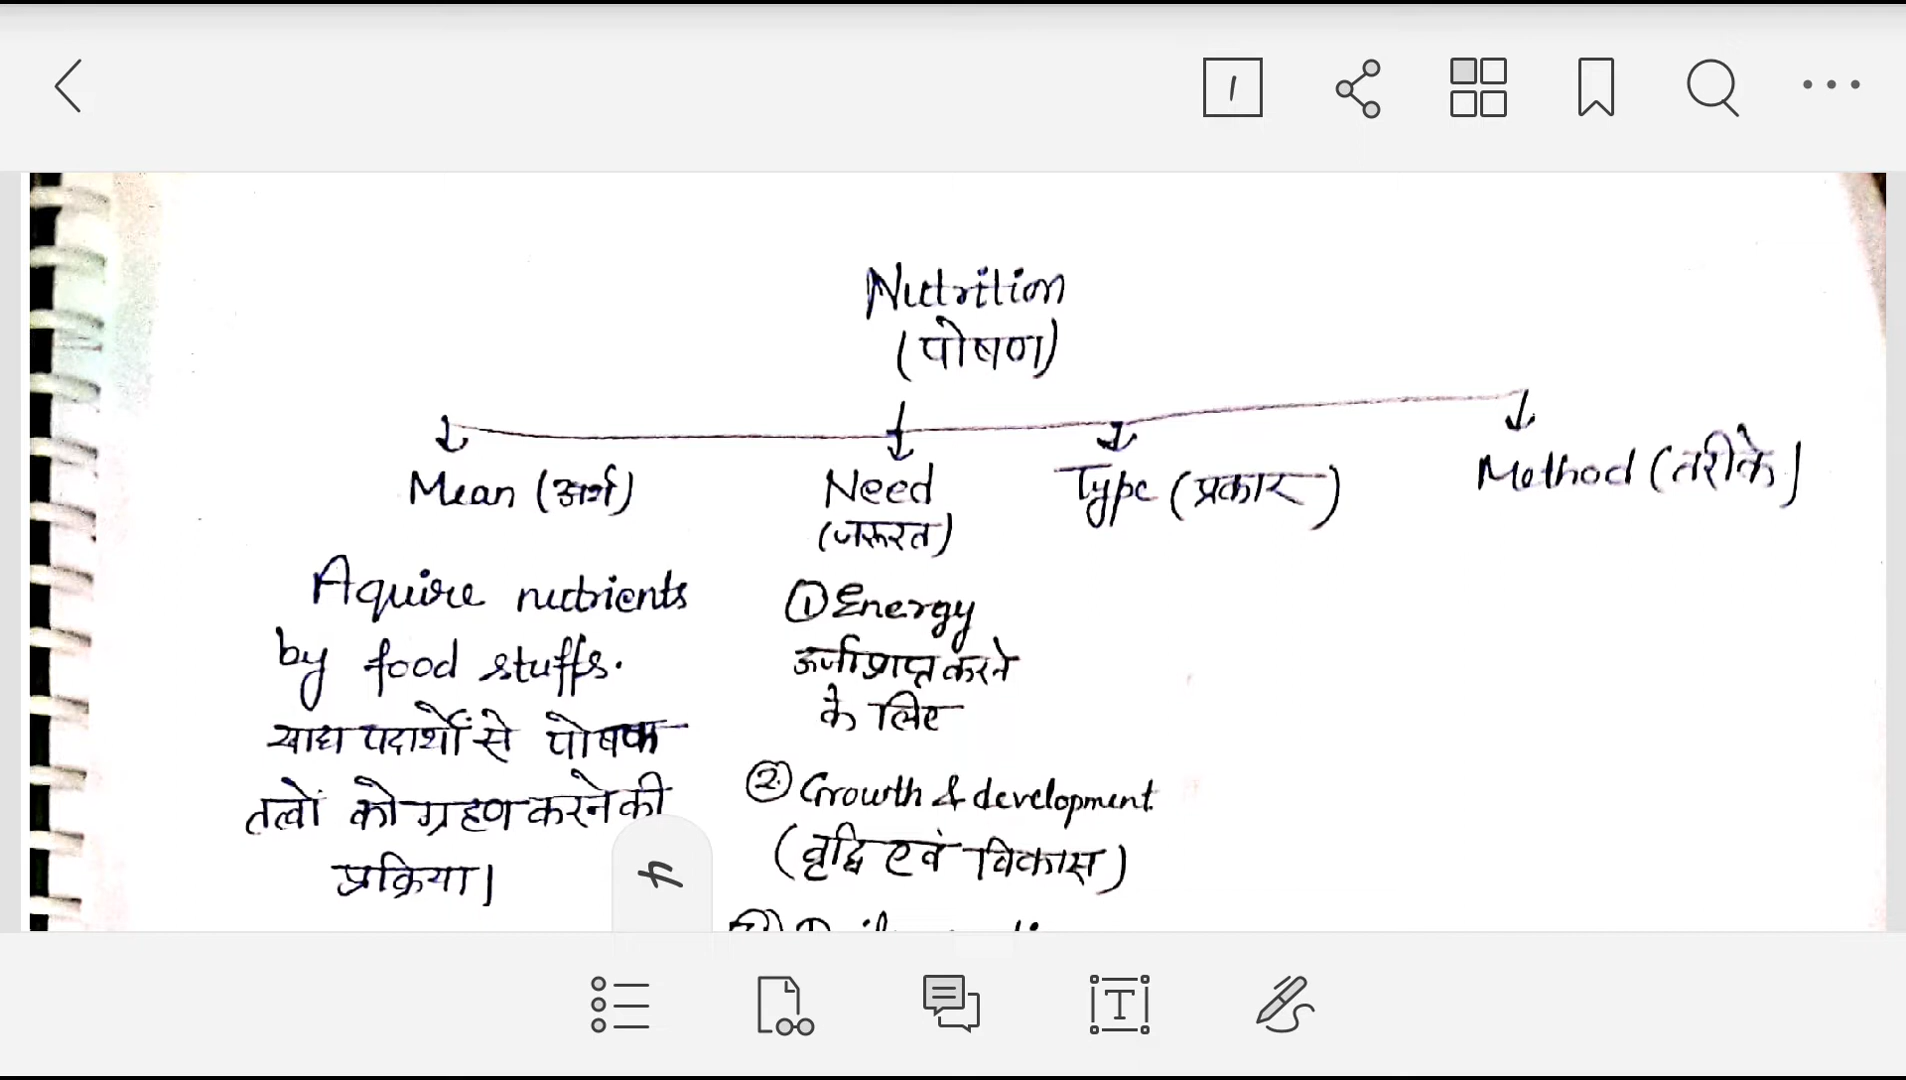 Nutrition
(पोषण)
Mean (अर्थ)
Need
(जरूरत)
Type (प्रकार)
Method (तरीके)
Aquire nutrients
by food stuffs.
खाद्य पदार्थों से पोषक
तत्वों को ग्रहण करने की
प्रक्रिया।
① Energy
ऊर्जा प्राप्त करने
के लिए
② Growth & development
(वृद्धि एवं विकास)